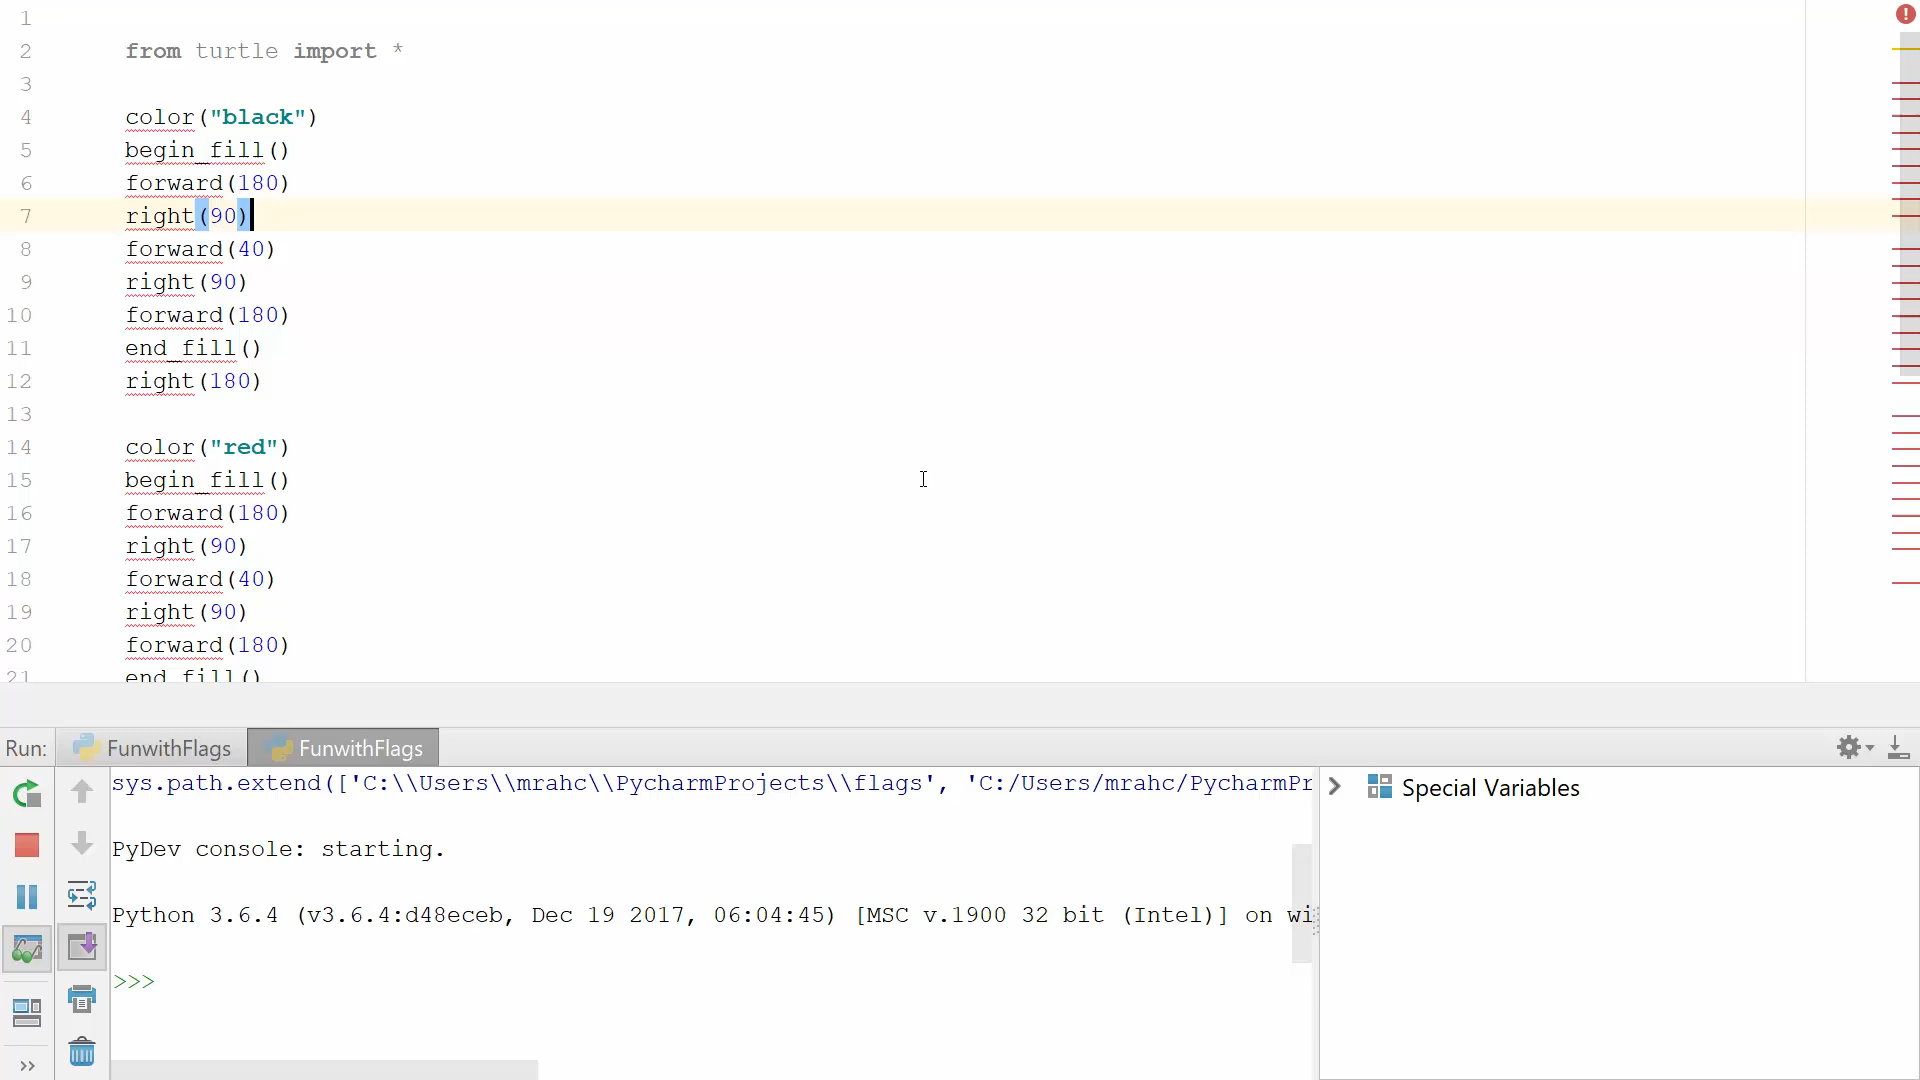 1
2 from turtle import *
3
4 color("black")
5 begin_fill()
6 forward(180)
7 right(90)
8 forward(40)
9 right(90)
10 forward(180)
11 end_fill()
12 right(180)
13
14 color("red")
15 begin_fill()
16 forward(180)
17 right(90)
18 forward(40)
19 right(90)
20 forward(180)
21 end_fill()
Run: FunwithFlags FunwithFlags
sys.path.extend(['C:\\Users\\mrahc\\PycharmProjects\\flags', 'C:/Users/mrahc/PycharmPr
Special Variables
PyDev console: starting.
Python 3.6.4 (v3.6.4:d48eceb, Dec 19 2017, 06:04:45) [MSC v.1900 32 bit (Intel)] on wi
>>>